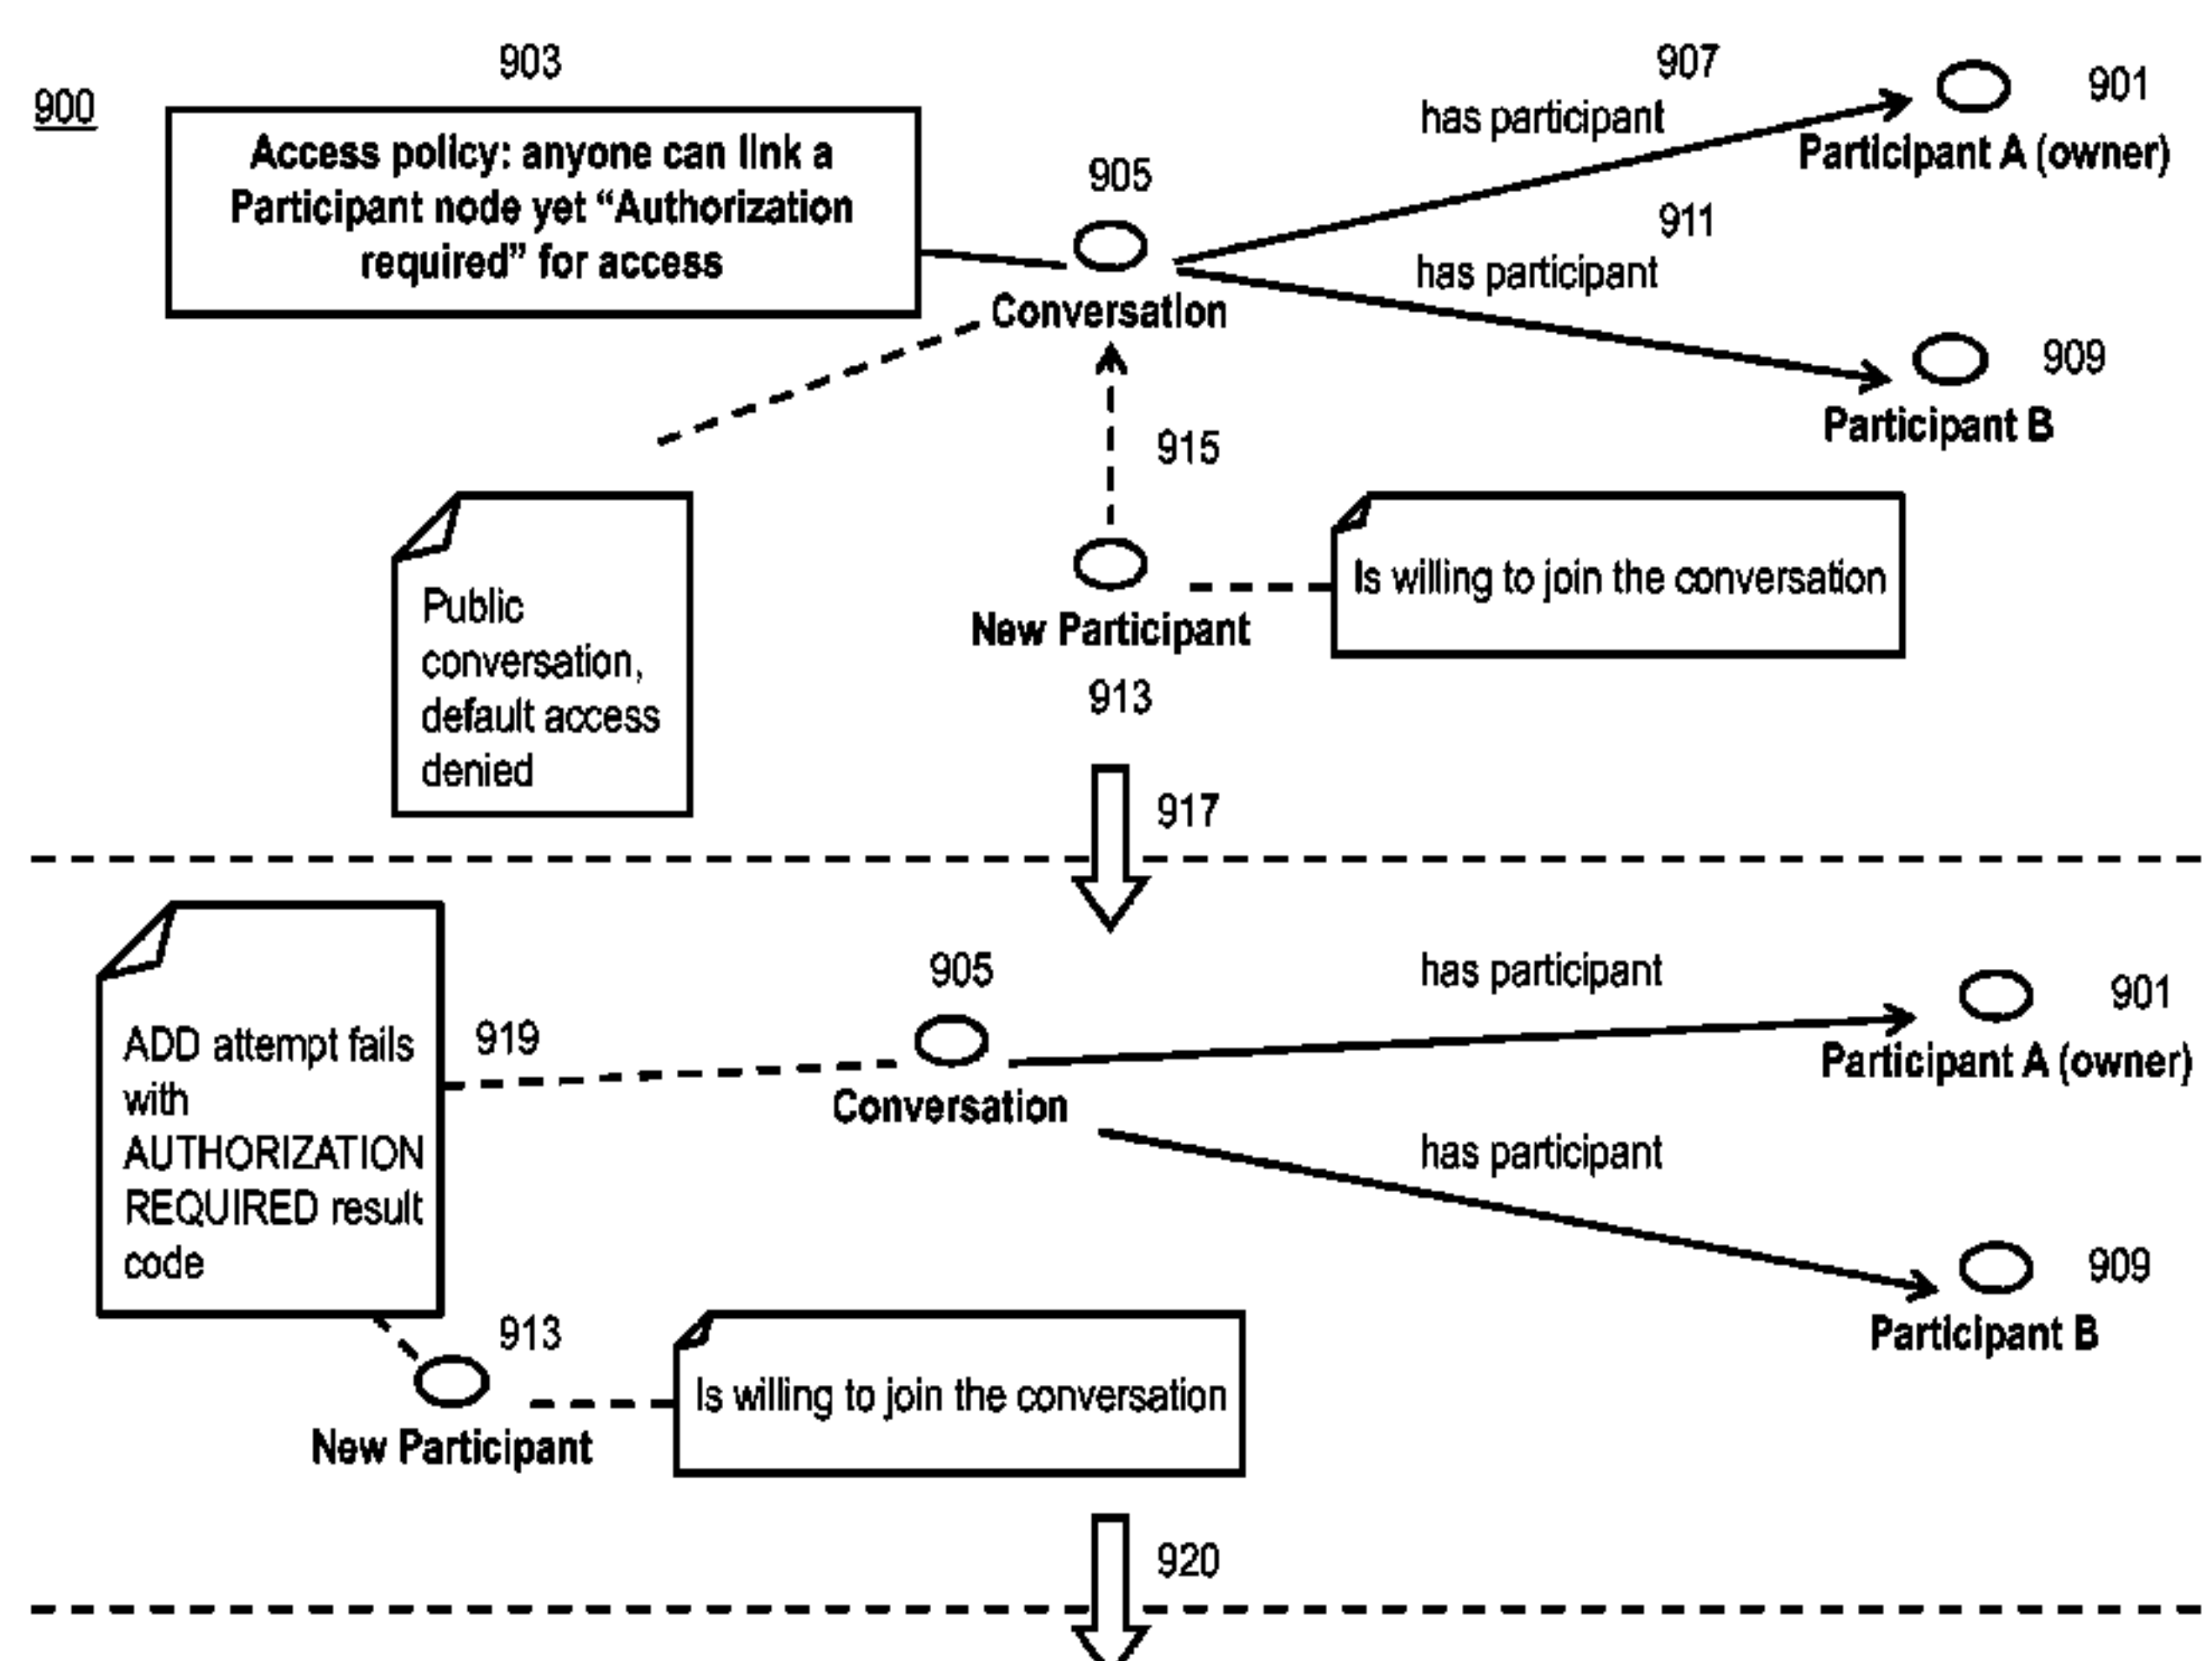 900
903
Access policy: anyone can link a
Participant node yet “Authorization
required” for access
905
Conversation
907
has participant
901
Participant A (owner)
911
has participant
909
Participant B
915
Public
conversation,
default access
denied
New Participant
913
Is willing to join the conversation
917
ADD attempt fails
with
AUTHORIZATION
REQUIRED result
code
919
905
Conversation
has participant
901
Participant A (owner)
has participant
909
Participant B
913
New Participant
Is willing to join the conversation
920